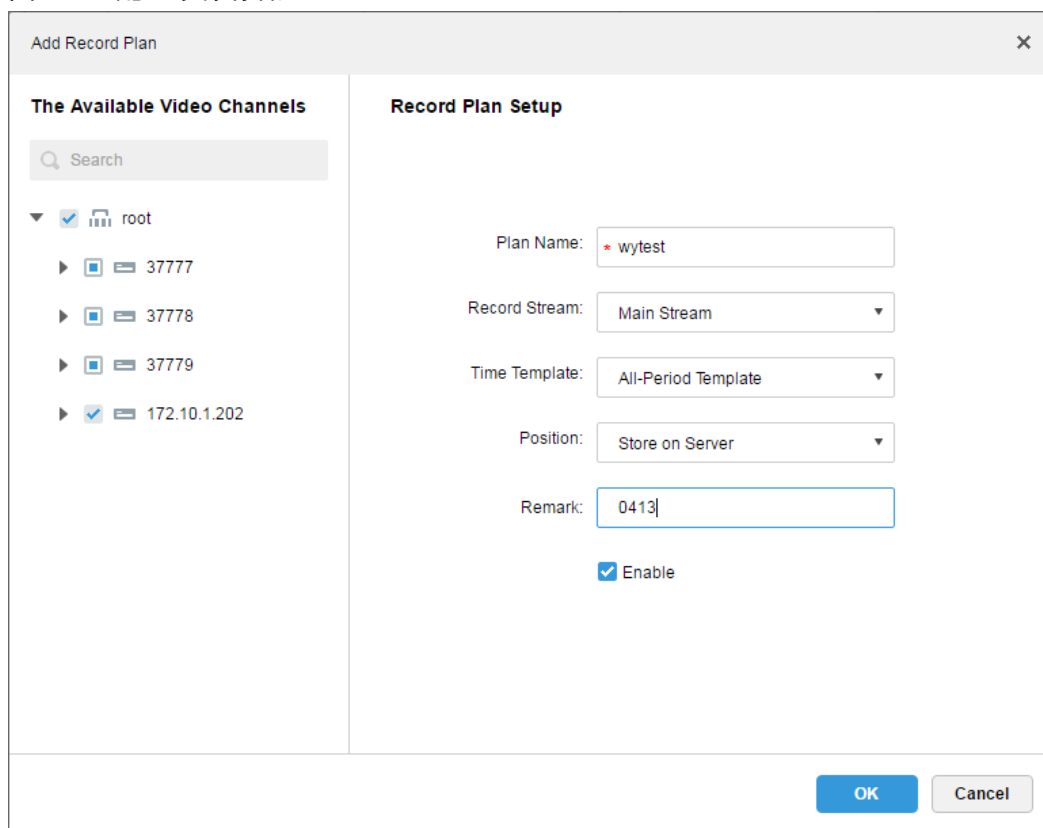 Add Record Plan
The Available Video Channels
Search
root
37777
37778
37779
172.10.1.202
Record Plan Setup
Plan Name: * wytest
Record Stream: Main Stream
Time Template: All-Period Template
Position: Store on Server
Remark: 0413
Enable
OK Cancel